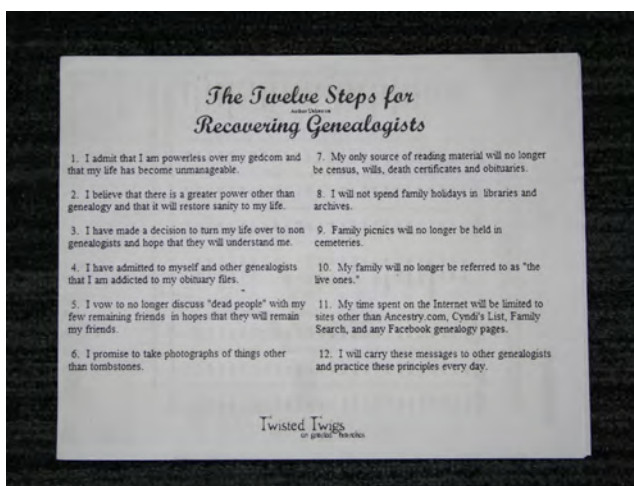 The Twelve Steps for
Author Unknown
Recovering Genealogists
1. I admit that I am powerless over my gedcom and
that my life has become unmanageable.
2. I believe that there is a greater power other than
genealogy and that it will restore sanity to my life.
3. I have made a decision to turn my life over to non
genealogists and hope that they will understand me.
4. I have admitted to myself and other genealogists
that I am addicted to my obituary files.
5. I vow to no longer discuss "dead people" with my
few remaining friends in hopes that they will remain
my friends.
6. I promise to take photographs of things other
than tombstones.
7. My only source of reading material will no longer
be census, wills, death certificates and obituaries.
8. I will not spend family holidays in libraries and
archives.
9. Family picnics will no longer be held in
cemeteries.
10. My family will no longer be referred to as "the
live ones."
11. My time spent on the Internet will be limited to
sites other than Ancestry.com, Cyndi's List, Family
Search, and any Facebook genealogy pages.
12. I will carry these messages to other genealogists
and practice these principles every day.
Twisted Twigs
on gnarled branches